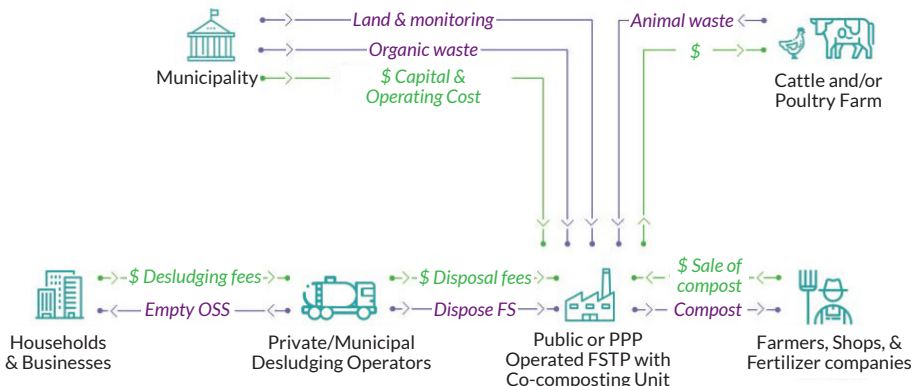 Land & monitoring
Organic waste
$ Capital &
Operating Cost
Municipality
Animal waste
$
Cattle and/or
Poultry Farm
$ Desludging fees
Empty OSS
$ Disposal fees
Dispose FS
$ Sale of
compost
Compost
Households
& Businesses
Private/Municipal
Desludging Operators
Public or PPP
Operated FSTP with
Co-composting Unit
Farmers, Shops, &
Fertilizer companies